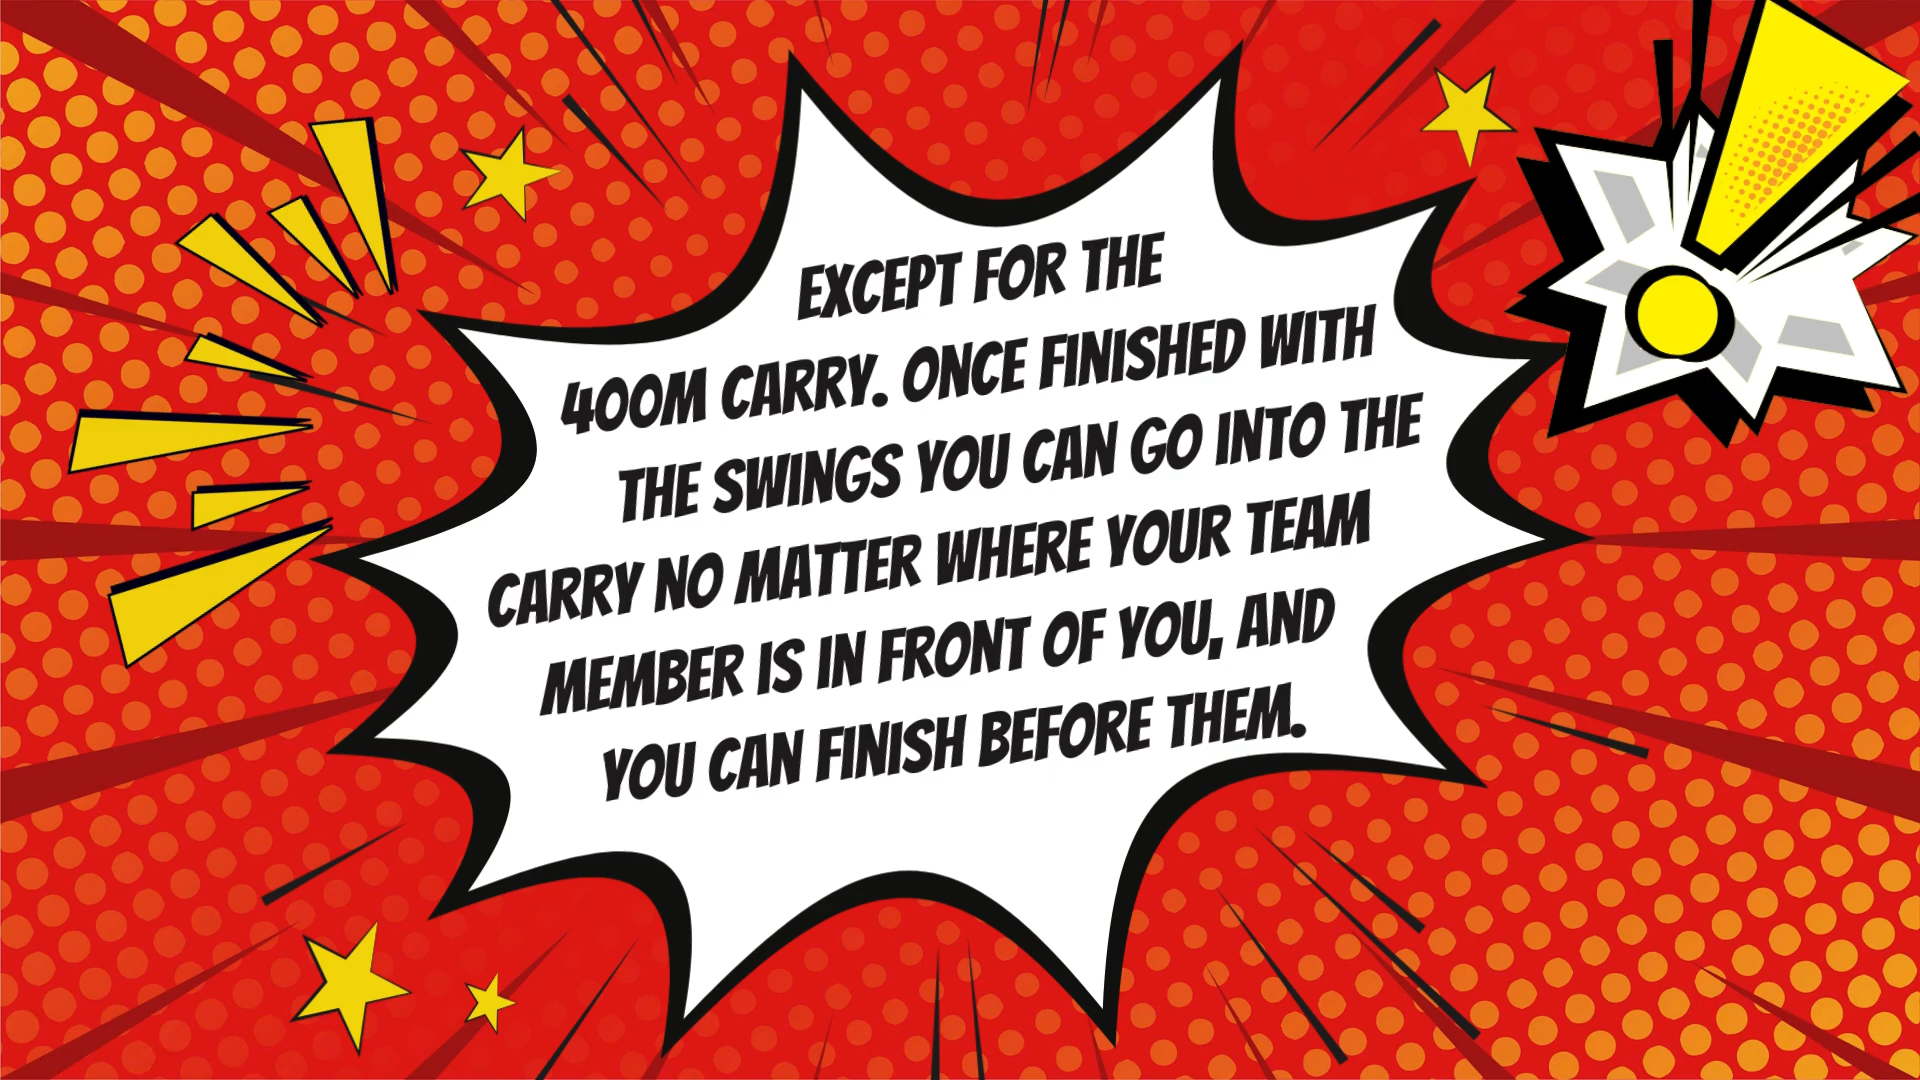 EXCEPT FOR THE
400M CARRY. ONCE FINISHED WITH
THE SWINGS YOU CAN GO INTO THE
CARRY NO MATTER WHERE YOUR TEAM
MEMBER IS IN FRONT OF YOU, AND
YOU CAN FINISH BEFORE THEM.